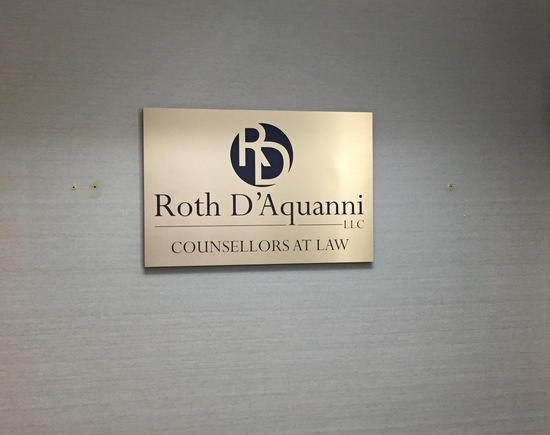 RD
Roth D'Aquanni
LLC
COUNSELLORS AT LAW